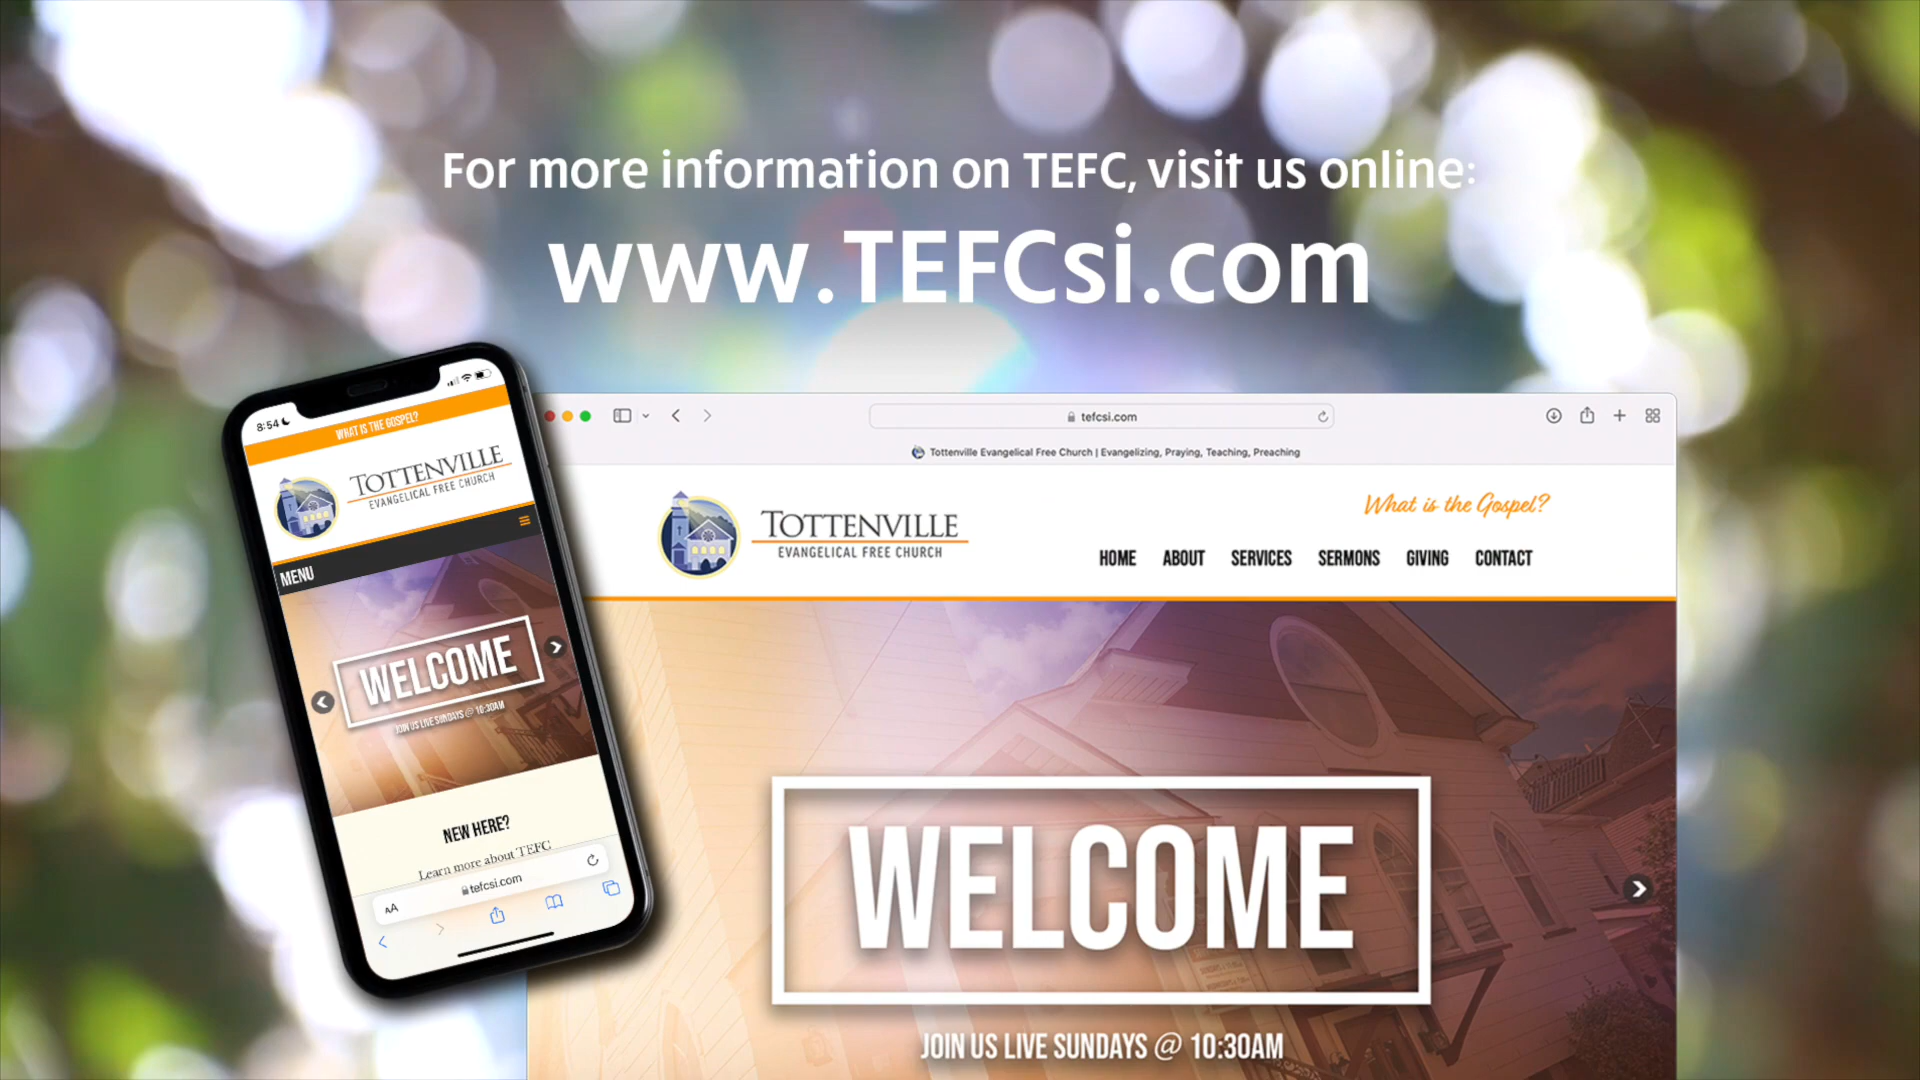 For more information on TEFC, visit us online:
www.TEFCsi.com
8:54
WHAT IS THE GOSPEL?
TOTTENVILLE
EVANGELICAL FREE CHURCH
MENU
WELCOME
JOIN US LIVE SUNDAYS @ 10:30AM
NEW HERE?
Learn more about TEFC
AA
tefcsi.com
tefcsi.com
Tottenville Evangelical Free Church | Evangelizing, Praying, Teaching, Preaching
TOTTENVILLE
EVANGELICAL FREE CHURCH
What is the Gospel?
HOME ABOUT SERVICES SERMONS GIVING CONTACT
WELCOME
JOIN US LIVE SUNDAYS @ 10:30AM